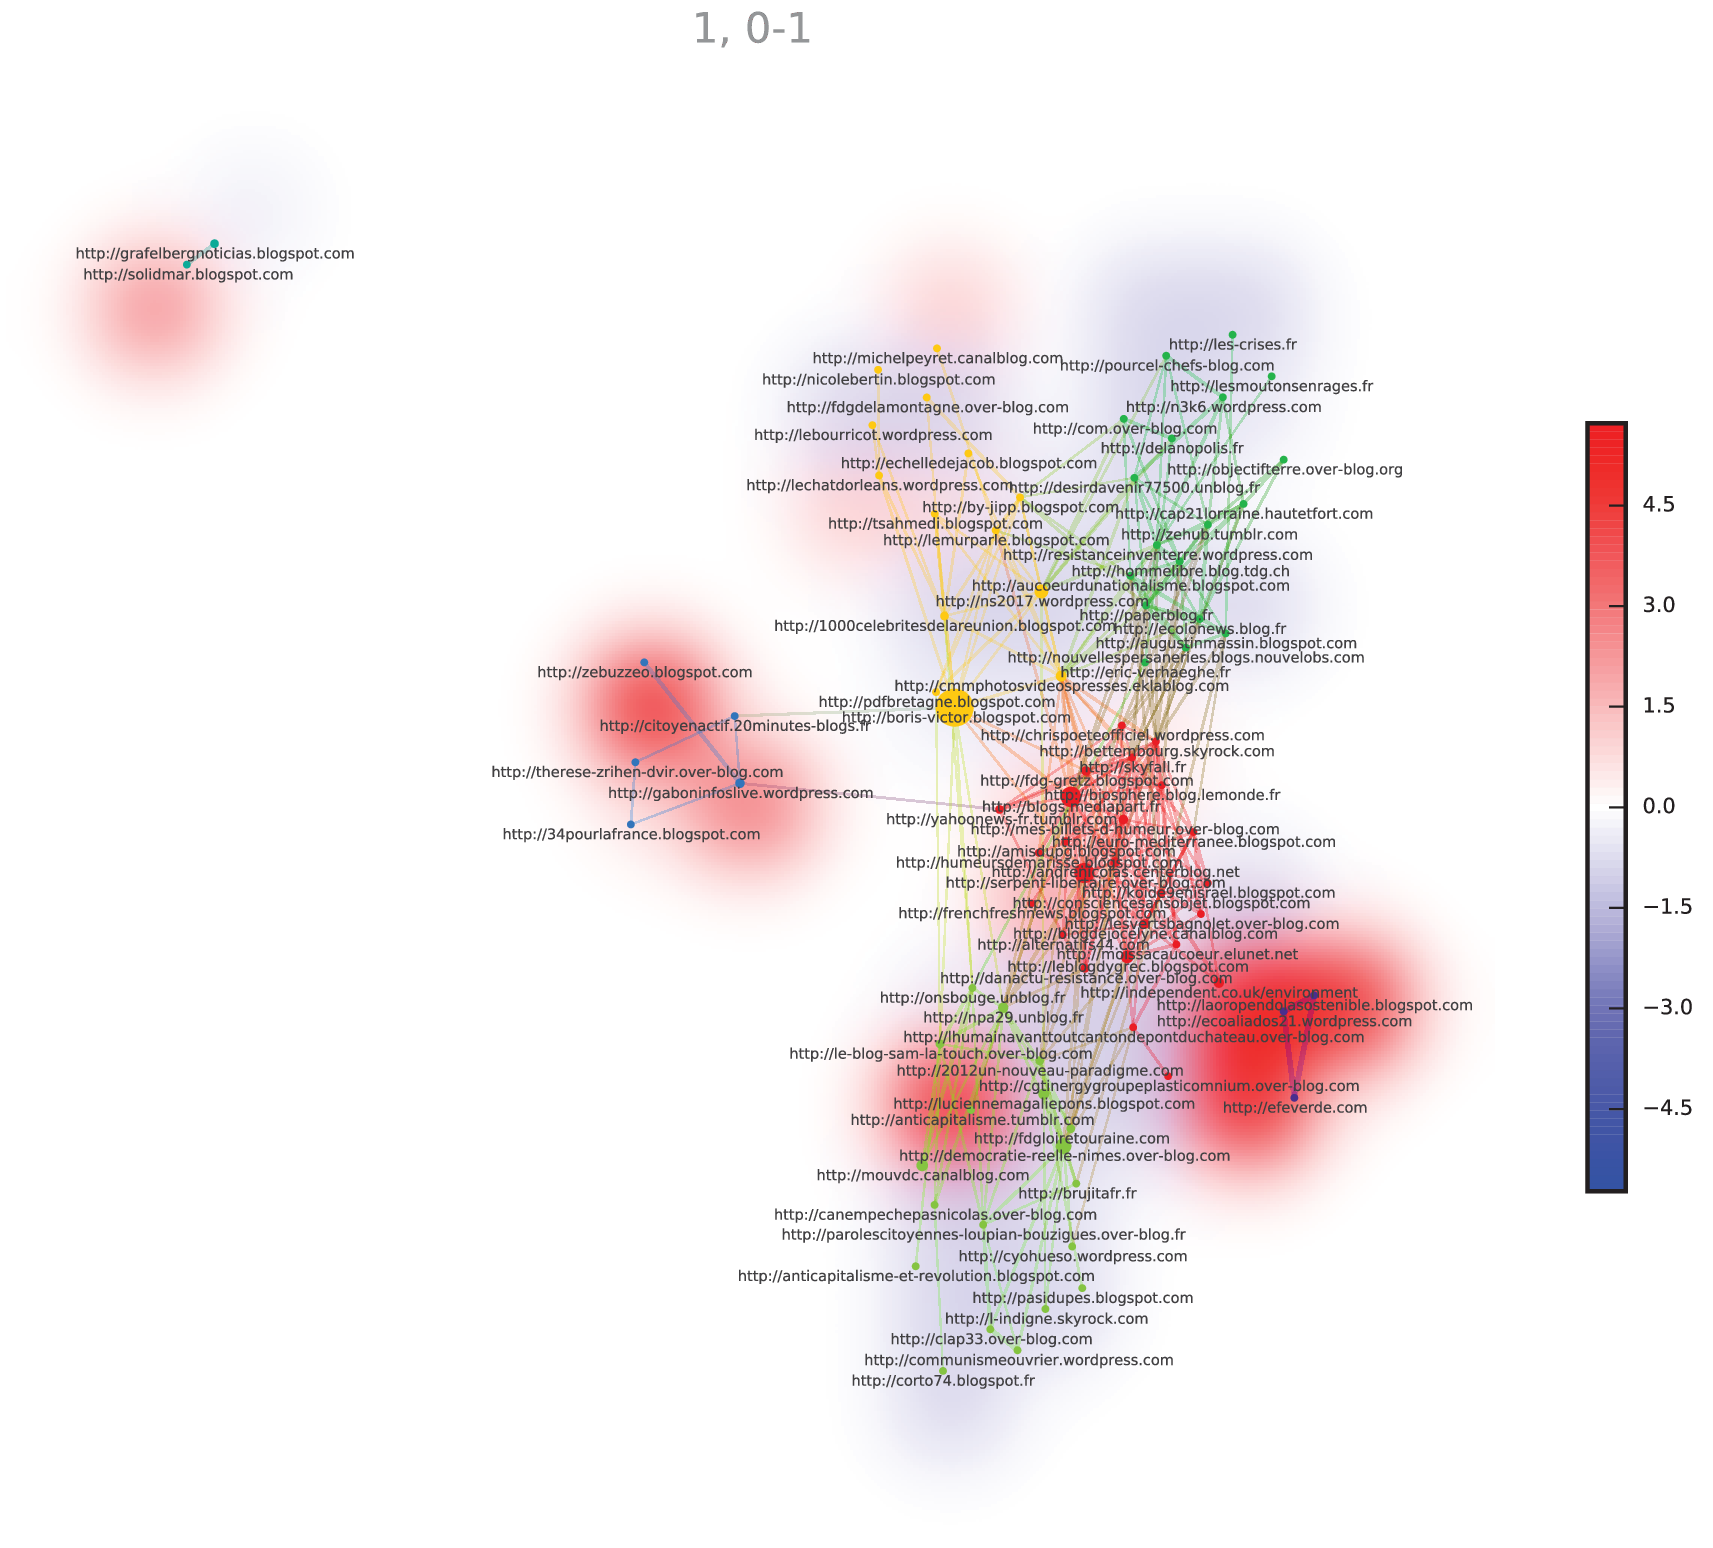 1, 0-1
http://grafelbergnoticias.blogspot.com
http://solidmar.blogspot.com
http://les-crises.fr
http://michelpeyret.canalblog.com
http://pourcel-chefs-blog.com
http://nicolebertin.blogspot.com
http://lesmoutonsenrages.fr
http://fdgdelamontagne.over-blog.com
http://n3k6.wordpress.com
http://com.over-blog.com
http://lebourricot.wordpress.com
http://delanopolis.fr
http://echelledejacob.blogspot.com
http://objectifterre.over-blog.org
http://lechatdorleans.wordpress.com
http://desirdavenir77500.unblog.fr
4.5
http://by-jipp.blogspot.com
http://cap21lorraine.hautetfort.com
http://tsahmedi.blogspot.com
http://zehub.tumblr.com
http://lemurparle.blogspot.com
http://resistanceinventerre.wordpress.com
http://hommelibre.blog.tdg.ch
http://aucoeurdunationalisme.blogspot.com
http://ns2017.wordpress.com
3.0
http://paperblog.fr
http://1000celebritesdelareunion.blogspot.com
http://ecolonews.blog.fr
http://augustinmassin.blogspot.com
http://nouvellespersaneries.blogs.nouvelobs.com
http://zebuzzeo.blogspot.com
http://eric-verhaeghe.fr
http://cmmphotosvideospresses.eklablog.com
http://pdfbretagne.blogspot.com
1.5
http://boris-victor.blogspot.com
http://citoyenactif.20minutes-blogs.fr
http://chrispoeteofficiel.wordpress.com
http://bettembourg.skyrock.com
http://skyfall.fr
http://therese-zrihen-dvir.over-blog.com
http://fdg-gretz.blogspot.com
http://gaboninfoslive.wordpress.com
http://biosphere.blog.lemonde.fr
http://blogs.mediapart.fr
0.0
http://yahoonews-fr.tumblr.com
http://mes-billets-d-humeur.over-blog.com
http://34pourlafrance.blogspot.com
http://euro-mediterranee.blogspot.com
http://amisdupg.blogspot.com
http://humeursdemarisse.blogspot.com
http://andrenicolas.centerblog.net
http://serpent-libertaire.over-blog.com
http://koide9enisrael.blogspot.com
http://consciencesansobjet.blogspot.com
−1.5
http://frenchfreshnews.blogspot.com
http://lesvertsbagnolet.over-blog.com
http://blogdejocelyne.canalblog.com
http://alternatifs44.com
http://moissacaucoeur.elunet.net
http://leblogdygrec.blogspot.com
http://danactu-resistance.over-blog.com
http://independent.co.uk/environment
http://onsbouge.unblog.fr
http://laoropendolasostenible.blogspot.com
−3.0
http://npa29.unblog.fr
http://ecoaliados21.wordpress.com
http://lhumainavanttoutcantondepontduchateau.over-blog.com
http://le-blog-sam-la-touch.over-blog.com
http://2012un-nouveau-paradigme.com
http://cgtinergygroupeplasticomnium.over-blog.com
http://luciennemagaliepons.blogspot.com
http://efeverde.com
−4.5
http://anticapitalisme.tumblr.com
http://fdgloiretouraine.com
http://democratie-reelle-nimes.over-blog.com
http://mouvdc.canalblog.com
http://brujitafr.fr
http://canempechepasnicolas.over-blog.com
http://parolescitoyennes-loupian-bouzigues.over-blog.fr
http://cyohueso.wordpress.com
http://anticapitalisme-et-revolution.blogspot.com
http://pasidupes.blogspot.com
http://l-indigne.skyrock.com
http://clap33.over-blog.com
http://communismeouvrier.wordpress.com
http://corto74.blogspot.fr